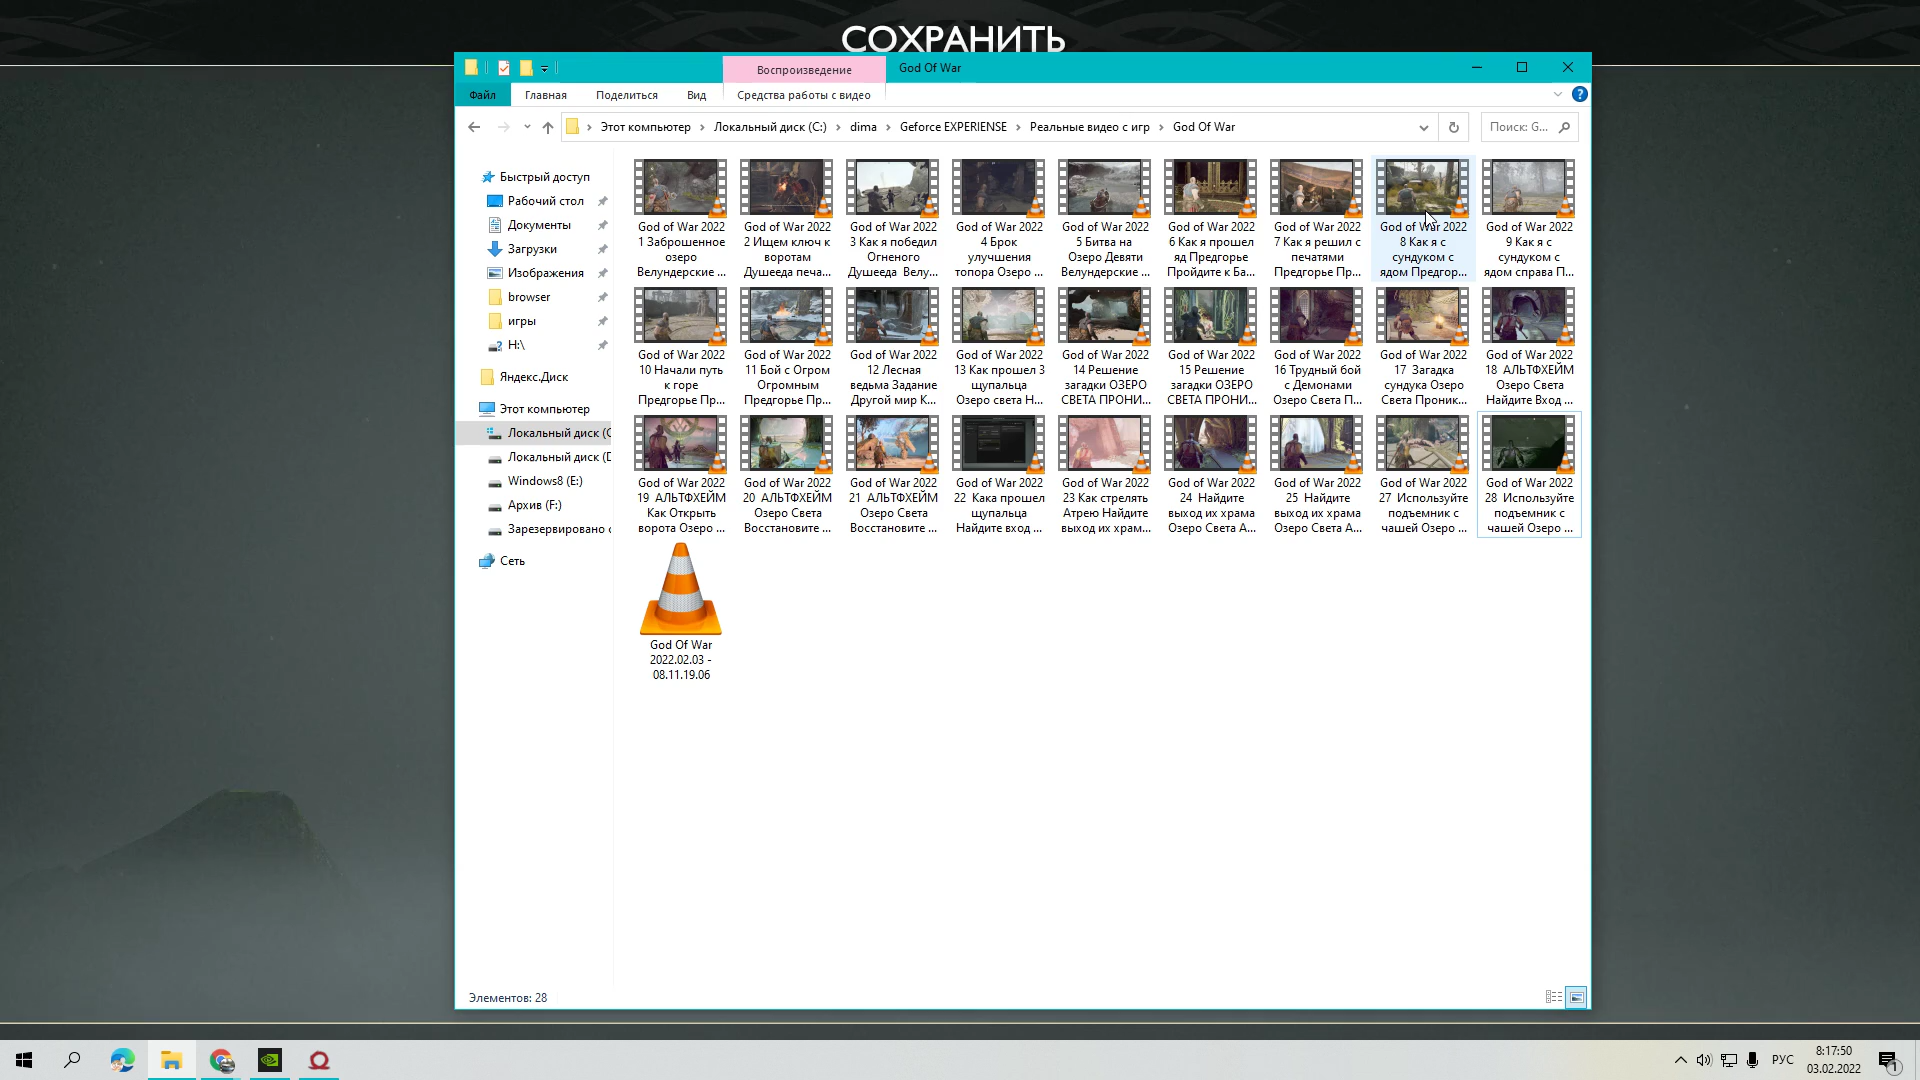 СОХРАНИТЬ
Воспроизведение
God Of War
Файл
Главная
Поделиться
Вид
Средства работы с видео
Этот компьютер
Локальный диск (C:)
dima
Geforce EXPERIENSE
Реальные видео с игр
God Of War
Поиск: G...
Быстрый доступ
Рабочий стол
Документы
Загрузки
Изображения
browser
игры
H:\
Яндекс.Диск
Этот компьютер
Локальный диск (C
Локальный диск (D
Windows8 (E:)
Архив (F:)
Зарезервировано с
Сеть
God of War 2022
1 Заброшенное
озеро
Велундерские ...
God of War 2022
2 Ищем ключ к
воротам
Душееда печа...
God of War 2022
3 Как я победил
Огненого
Душееда Велу...
God of War 2022
4 Брок
улучшения
топора Озеро ...
God of War 2022
5 Битва на
Озеро Девяти
Велундерские ...
God of War 2022
6 Как я прошел
яд Предгорье
Пройдите к Ба...
God of War 2022
7 Как я решил с
печатями
Предгорье Пр...
God of War 2022
8 Как я с
сундуком с
ядом Предгор...
God of War 2022
9 Как я с
сундуком с
ядом справа П...
God of War 2022
10 Начали путь
к горе
Предгорье Пр...
God of War 2022
11 Бой с Огром
Огромным
Предгорье Пр...
God of War 2022
12 Лесная
ведьма Задание
Другой мир К...
God of War 2022
13 Как прошел 3
щупальца
Озеро света Н...
God of War 2022
14 Решение
загадки ОЗЕРО
СВЕТА ПРОНИ...
God of War 2022
15 Решение
загадки ОЗЕРО
СВЕТА ПРОНИ...
God of War 2022
16 Трудный бой
с Демонами
Озеро Света П...
God of War 2022
17 Загадка
сундука Озеро
Света Проник...
God of War 2022
18 АЛЬТФХЕЙМ
Озеро Света
Найдите Вход ...
God of War 2022
19 АЛЬТФХЕЙМ
Как Открыть
ворота Озеро ...
God of War 2022
20 АЛЬТФХЕЙМ
Озеро Света
Восстановите ...
God of War 2022
21 АЛЬТФХЕЙМ
Озеро Света
Восстановите ...
God of War 2022
22 Кака прошел
щупальца
Найдите вход ...
God of War 2022
23 Как стрелять
Атрею Найдите
выход их храм...
God of War 2022
24 Найдите
выход их храма
Озеро Света А...
God of War 2022
25 Найдите
выход их храма
Озеро Света А...
God of War 2022
27 Используйте
подъемник с
чашей Озеро ...
God of War 2022
28 Используйте
подъемник с
чашей Озеро ...
God Of War
2022.02.03 -
08.11.19.06
Элементов: 28
РУС
8:17:50
03.02.2022
1